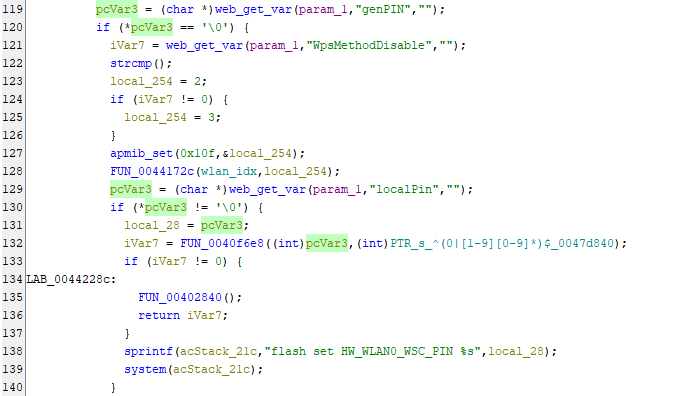 119 pcVar3 = (char *)web_get_var(param_1,"genPIN","");
120 if (*pcVar3 == '\0') {
121 iVar7 = web_get_var(param_1,"WpsMethodDisable","");
122 strcmp();
123 local_254 = 2;
124 if (iVar7 != 0) {
125 local_254 = 3;
126 }
127 apmib_set(0x10f,&local_254);
128 FUN_0044172c(wlan_idx,local_254);
129 pcVar3 = (char *)web_get_var(param_1,"localPin","");
130 if (*pcVar3 != '\0') {
131 local_28 = pcVar3;
132 iVar7 = FUN_0040f6e8((int)pcVar3,(int)PTR_s_^(0|[1-9][0-9]*)$_0047d840);
133 if (iVar7 != 0) {
134 LAB_0044228c:
135 FUN_00402840();
136 return iVar7;
137 }
138 sprintf(acStack_21c,"flash set HW_WLAN0_WSC_PIN %s",local_28);
139 system(acStack_21c);
140 }